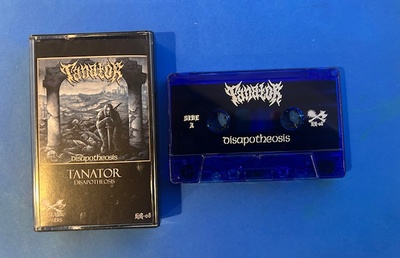 Tanator
Disapotheosis
TANATOR
DISAPOTHEOSIS
Tanator
SIDE
A
Disapotheosis